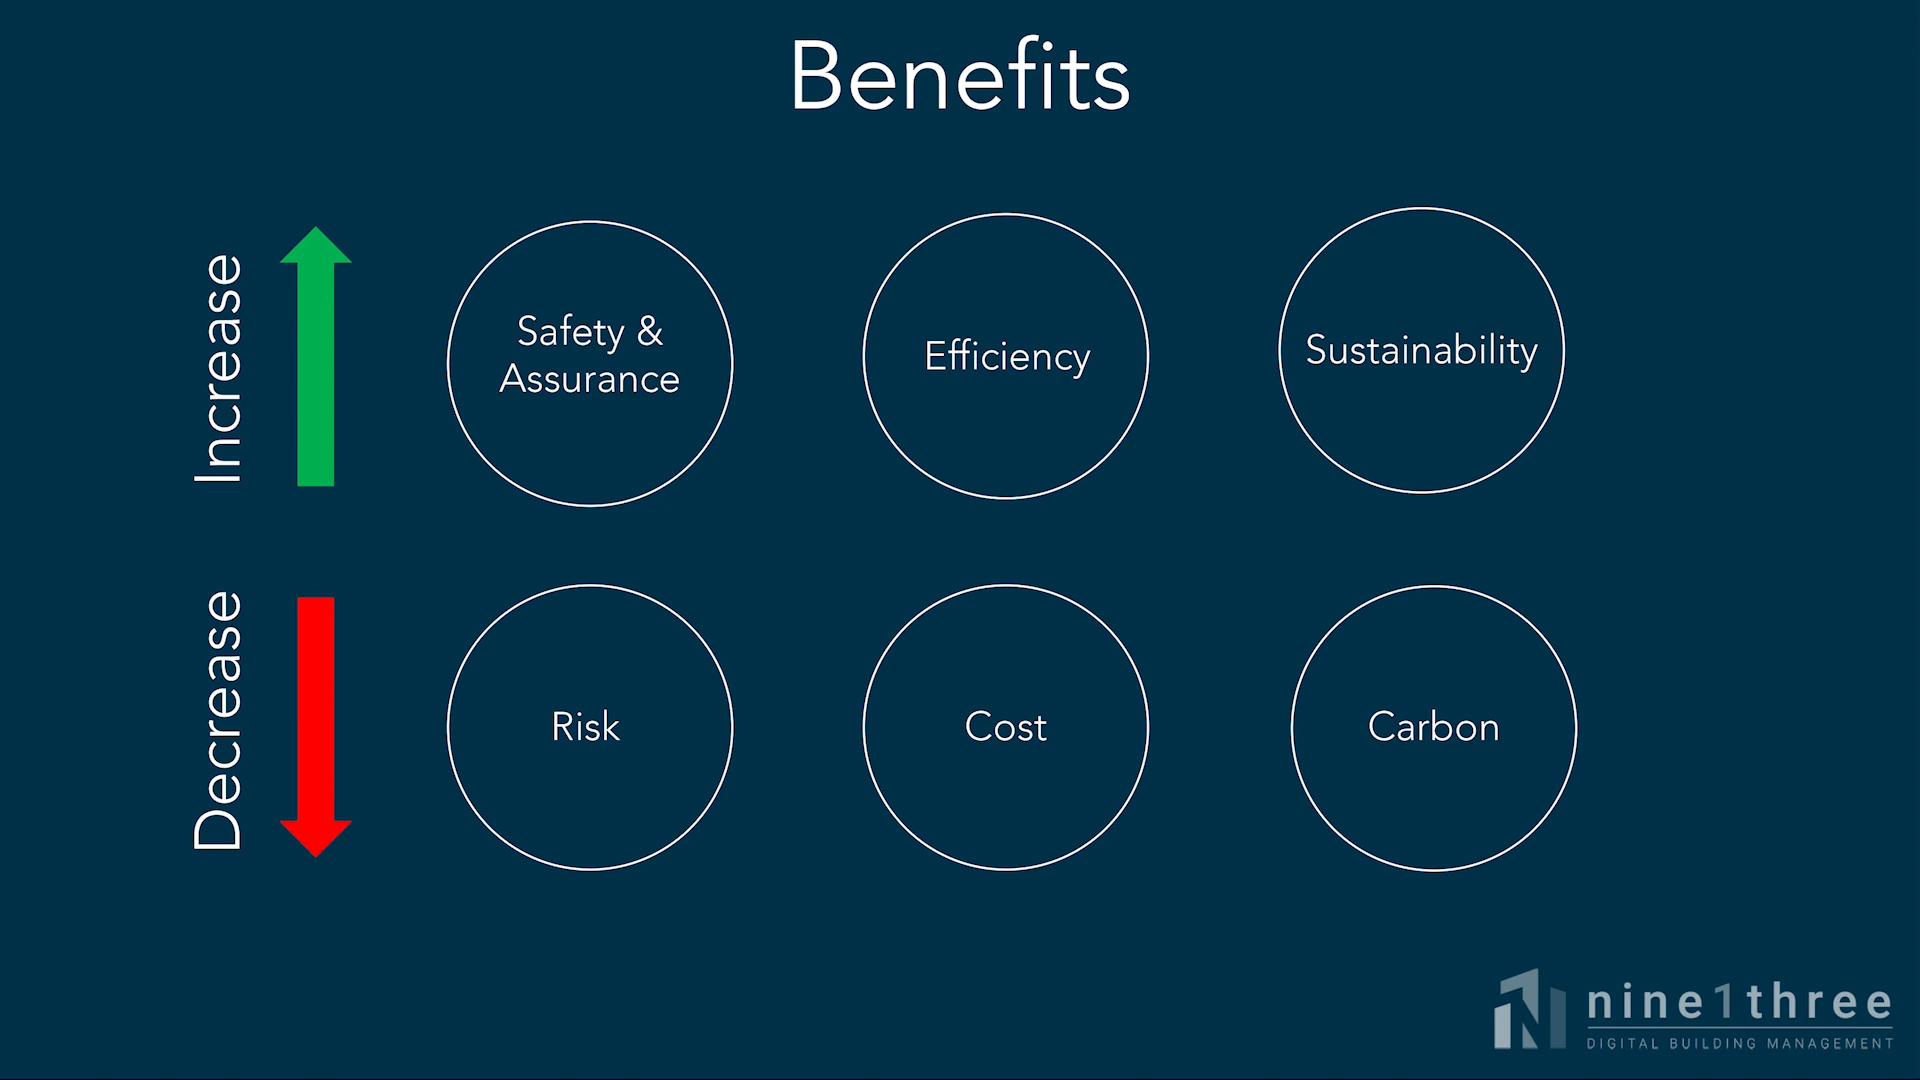 Benefits
Increase
Safety &
Assurance
Efficiency
Sustainability
Decrease
Risk
Cost
Carbon
nine1three
DIGITAL BUILDING MANAGEMENT